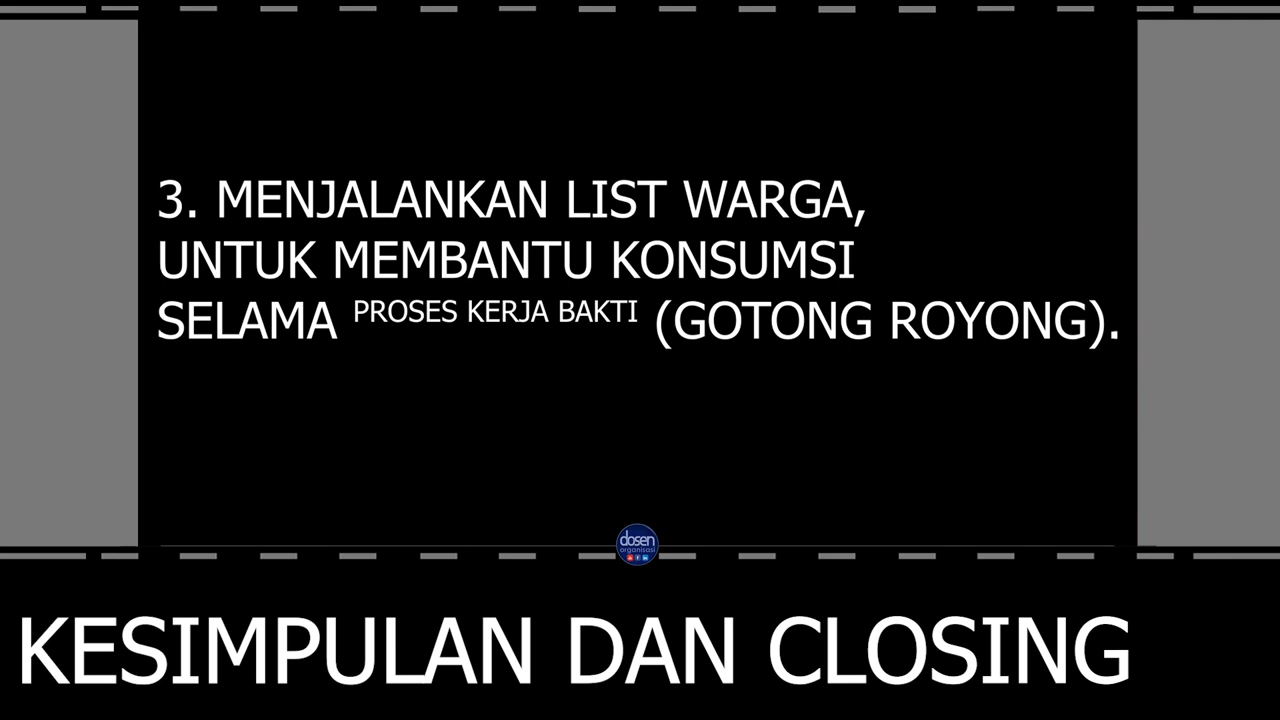 3. MENJALANKAN LIST WARGA,
UNTUK MEMBANTU KONSUMSI
SELAMA PROSES KERJA BAKTI (GOTONG ROYONG).
dosen
organisasi
KESIMPULAN DAN CLOSING